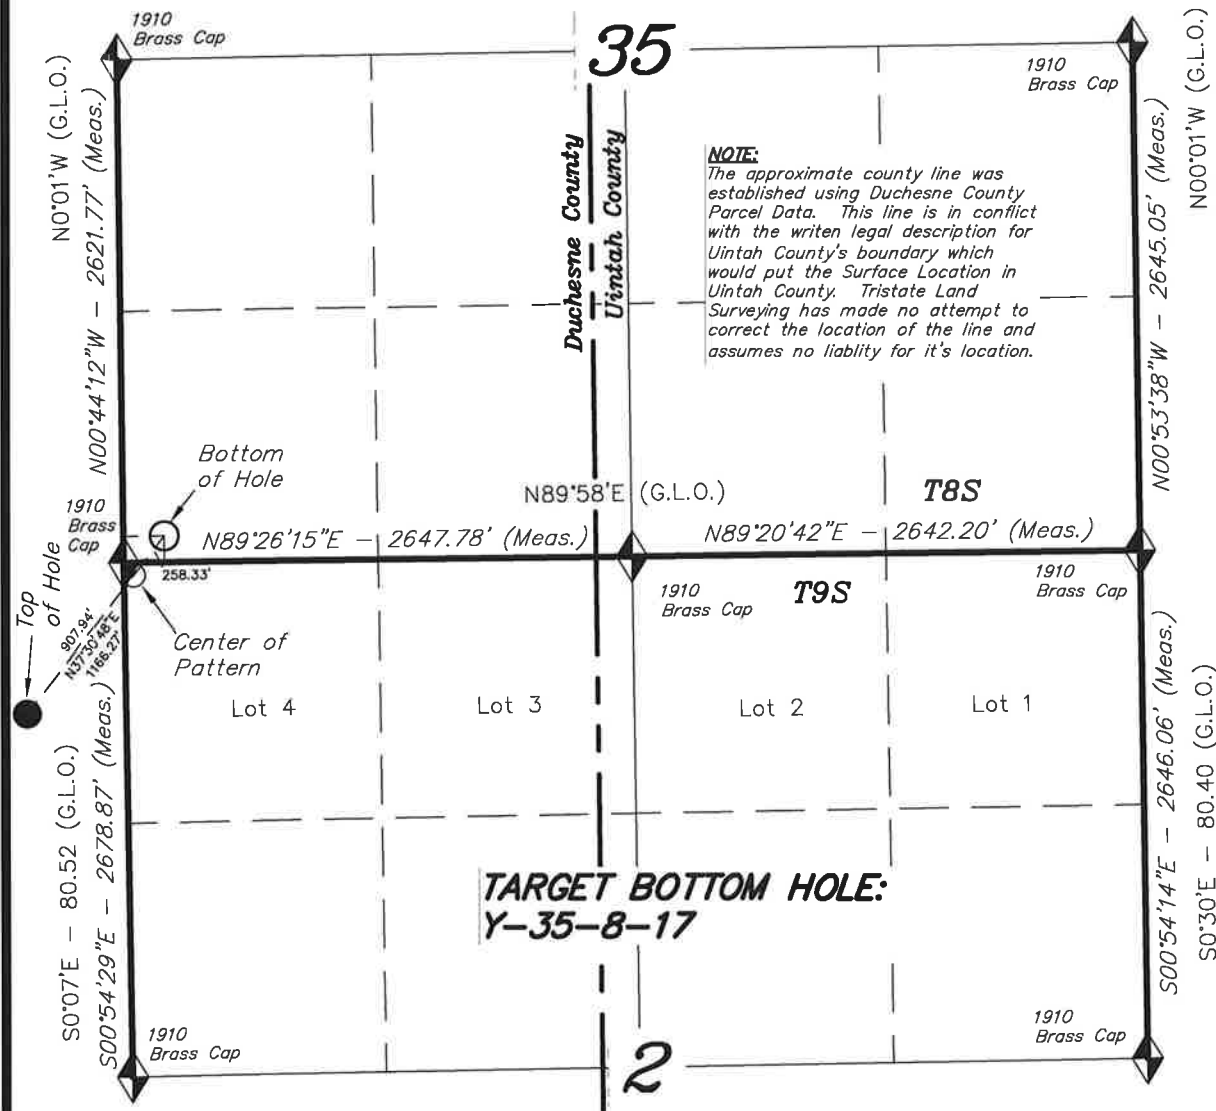 1910
Brass Cap
35
1910
Brass Cap
N0°01'W (G.L.O.)
N00°44'12"W - 2621.77' (Meas.)
Duchesne County
Uintah County
NOTE:
The approximate county line was
established using Duchesne County
Parcel Data. This line is in conflict
with the writen legal description for
Uintah County's boundary which
would put the Surface Location in
Uintah County. Tristate Land
Surveying has made no attempt to
correct the location of the line and
assumes no liablity for it's location.
N00°53'38"W - 2645.05' (Meas.)
N00°01'W (G.L.O.)
Bottom
of Hole
N89°58'E (G.L.O.)
T8S
1910
Brass
Cap
N89°26'15"E - 2647.78' (Meas.)
N89°20'42"E - 2642.20' (Meas.)
258.33'
1910
Brass Cap
T9S
1910
Brass Cap
Top
of Hole
907.94'
N37°30'48"E
1166.27'
Center of
Pattern
Lot 4
Lot 3
Lot 2
Lot 1
S0°07'E - 80.52 (G.L.O.)
S00°54'29"E - 2678.87' (Meas.)
S00°54'14"E - 2646.06' (Meas.)
S0°30'E - 80.40 (G.L.O.)
TARGET BOTTOM HOLE:
Y-35-8-17
1910
Brass Cap
2
1910
Brass Cap